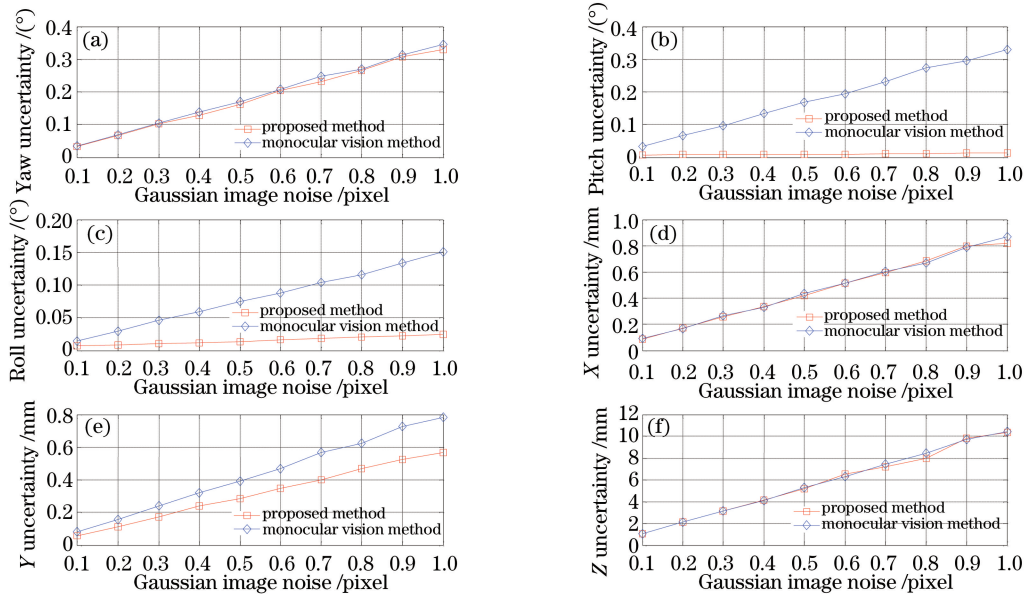 (a)
Yaw uncertainty /(°)
0.4
0.3
0.2
0.1
0
proposed method
monocular vision method
0.1 0.2 0.3 0.4 0.5 0.6 0.7 0.8 0.9 1.0
Gaussian image noise /pixel
(b)
Pitch uncertainty /(°)
0.4
0.3
0.2
0.1
0
proposed method
monocular vision method
0.1 0.2 0.3 0.4 0.5 0.6 0.7 0.8 0.9 1.0
Gaussian image noise /pixel
(c)
Roll uncertainty /(°)
0.20
0.15
0.10
0.05
0
proposed method
monocular vision method
0.1 0.2 0.3 0.4 0.5 0.6 0.7 0.8 0.9 1.0
Gaussian image noise /pixel
(d)
X uncertainty /mm
1.0
0.8
0.6
0.4
0.2
0
proposed method
monocular vision method
0.1 0.2 0.3 0.4 0.5 0.6 0.7 0.8 0.9 1.0
Gaussian image noise /pixel
(e)
Y uncertainty /mm
0.8
0.6
0.4
0.2
0
proposed method
monocular vision method
0.1 0.2 0.3 0.4 0.5 0.6 0.7 0.8 0.9 1.0
Gaussian image noise /pixel
(f)
Z uncertainty /mm
12
10
8
6
4
2
0
proposed method
monocular vision method
0.1 0.2 0.3 0.4 0.5 0.6 0.7 0.8 0.9 1.0
Gaussian image noise /pixel